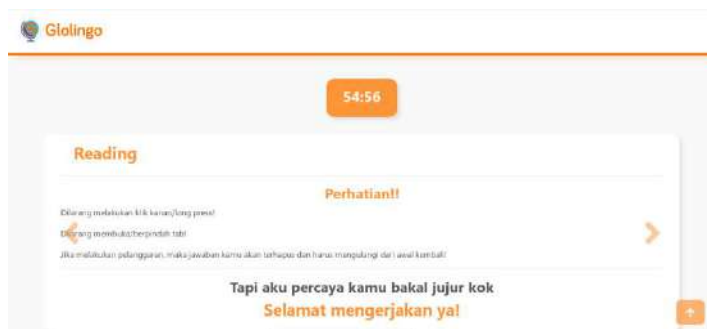 Glolingo
54:56
Reading
Perhatian!!
Dilarang melakukan klik kanan/long press!
Dilarang membuka/berpindah tab!
Jika melakukan pelanggaran, maka jawaban kamu akan terhapus dan harus mengulangi dari awal kembali!
Tapi aku percaya kamu bakal jujur kok
Selamat mengerjakan ya!